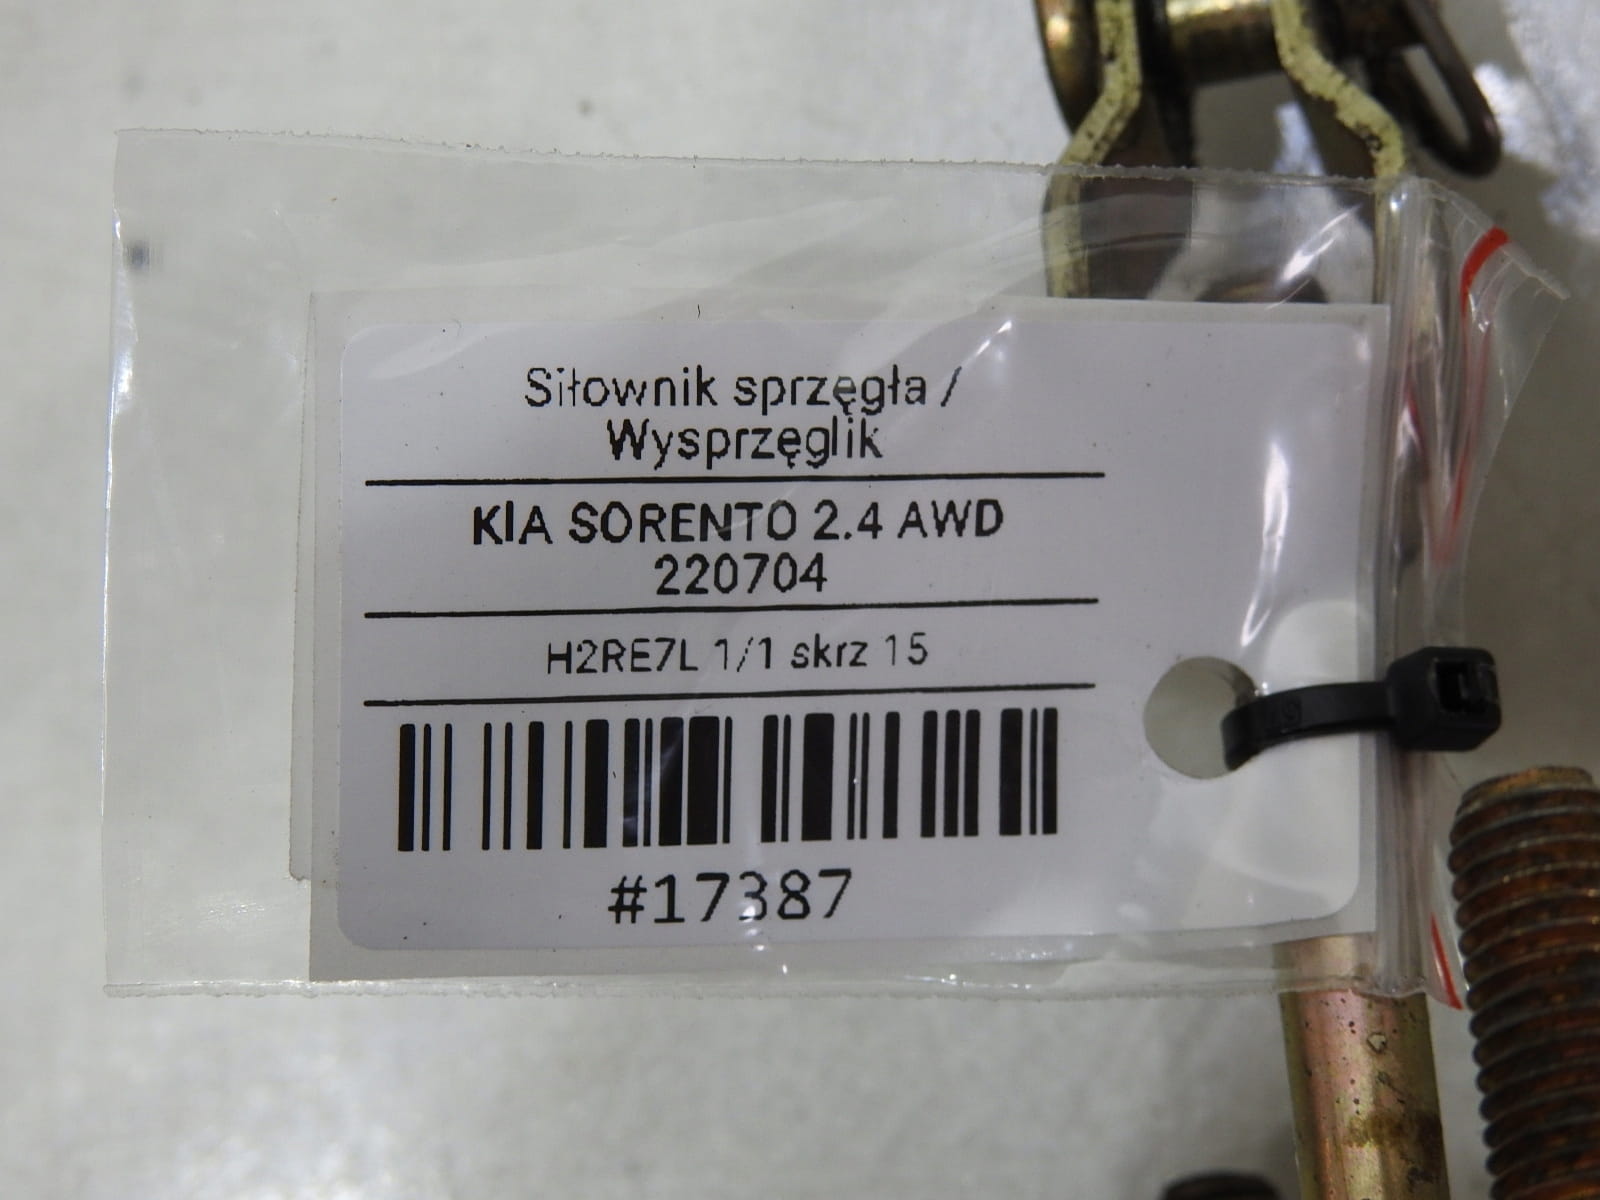 Siłownik sprzęgła /
Wysprzęglik
KIA SORENTO 2.4 AWD
220704
H2RE7L 1/1 skrz 15
#17387